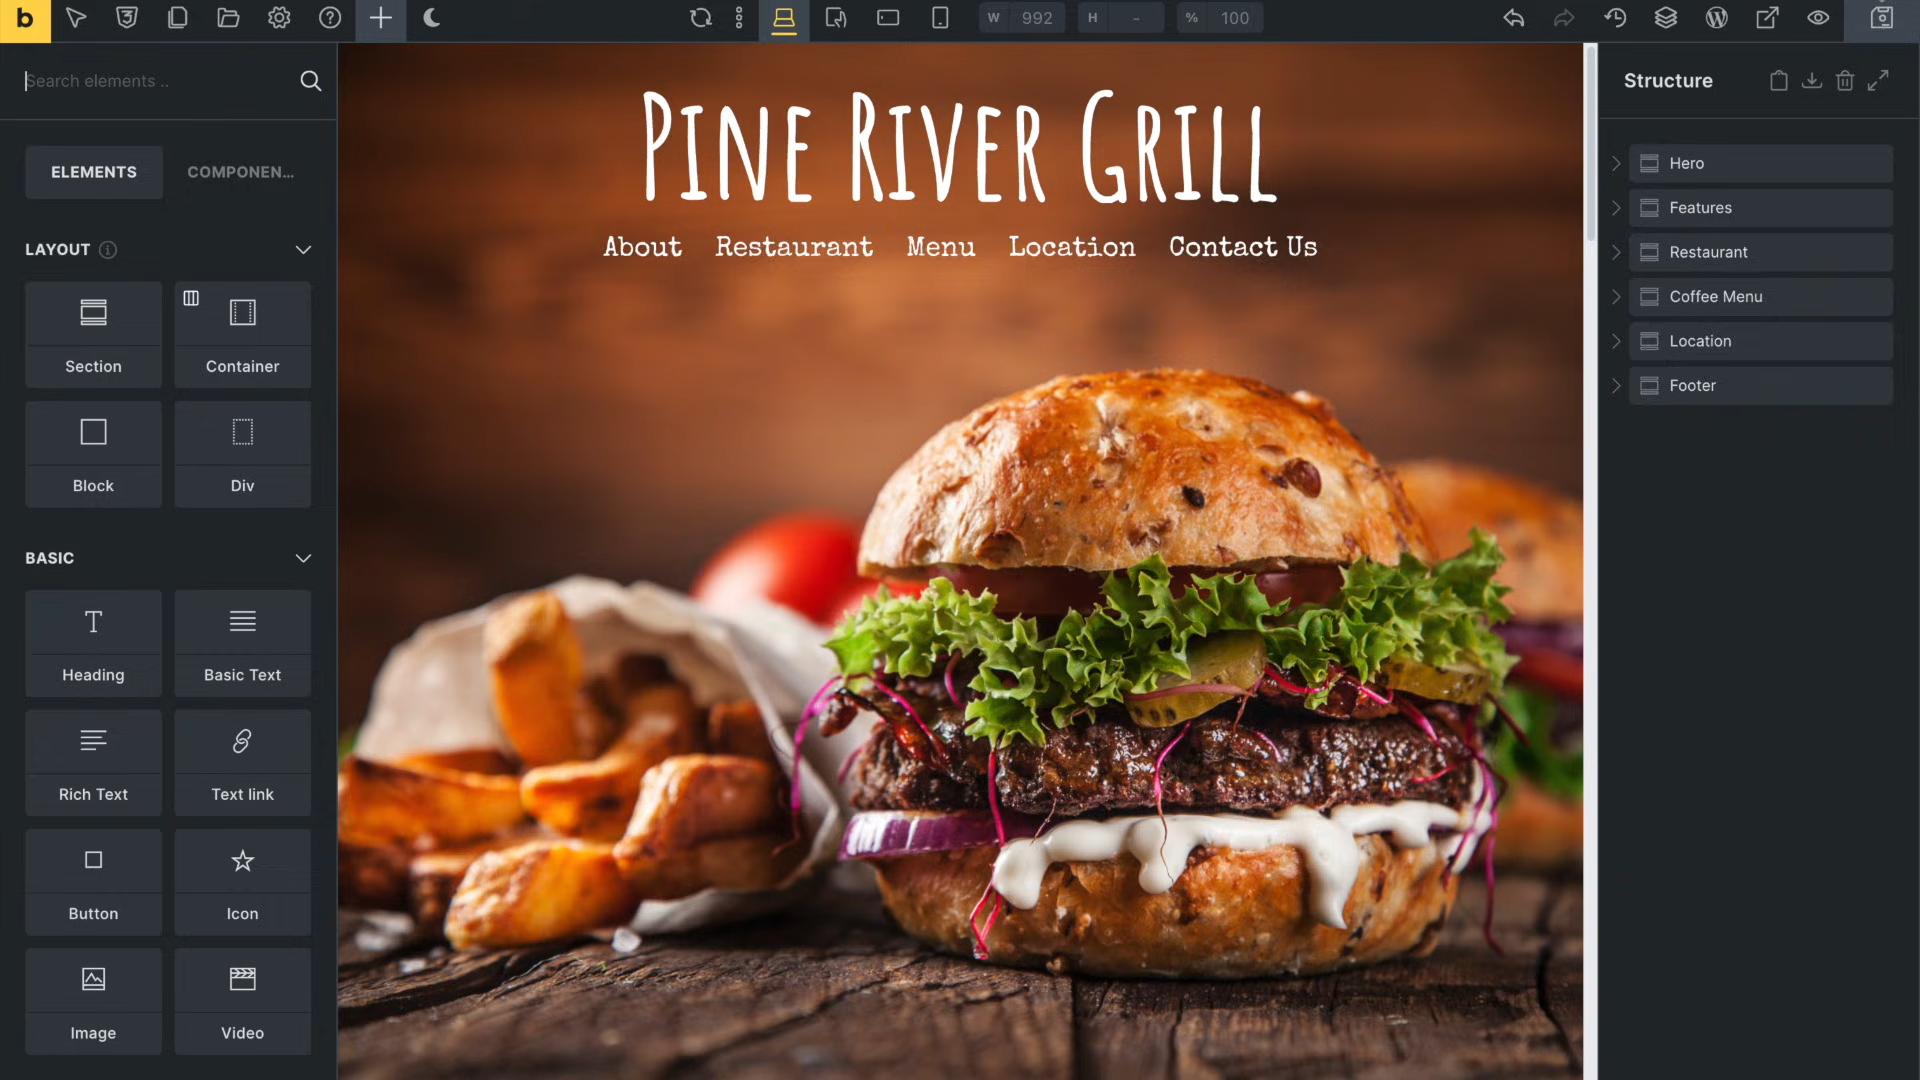 b
W 992 H - % 100
Search elements ..
ELEMENTS COMPONEN...
LAYOUT
Section
Container
Block
Div
BASIC
Heading
Basic Text
Rich Text
Text link
Button
Icon
Image
Video
PINE RIVER GRILL
About Restaurant Menu Location Contact Us
Structure
Hero
Features
Restaurant
Coffee Menu
Location
Footer